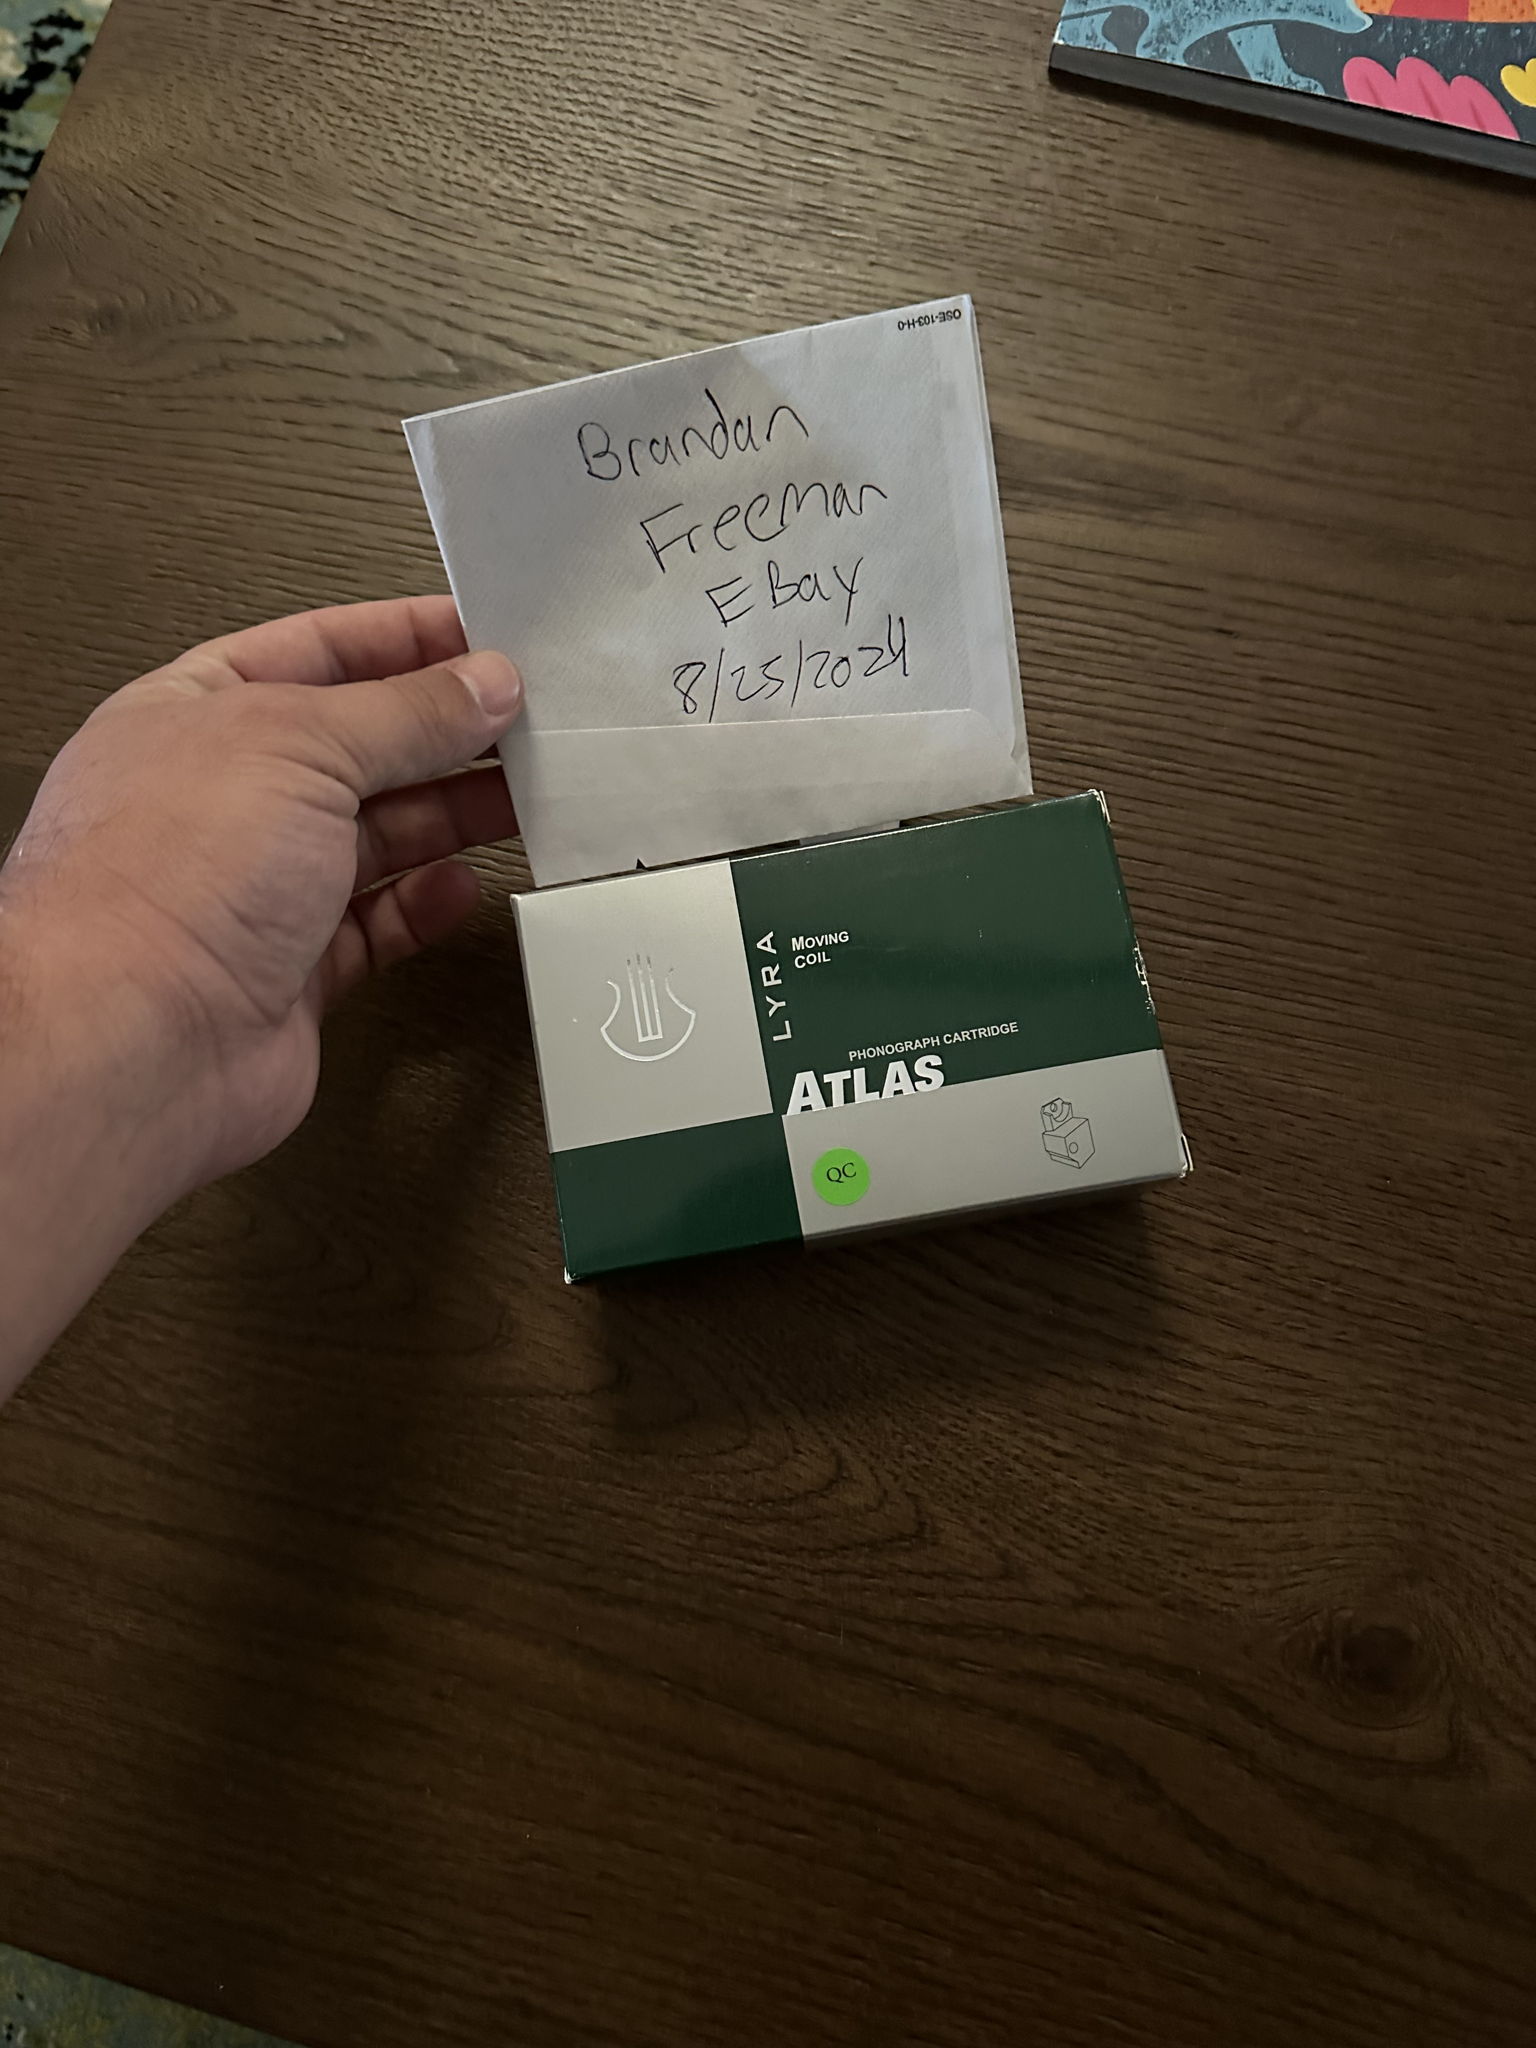 OSE-103-H-0
Brandan
Freeman
EBay
8/25/2024
LYRA
MOVING
COIL
PHONOGRAPH CARTRIDGE
ATLAS
QC